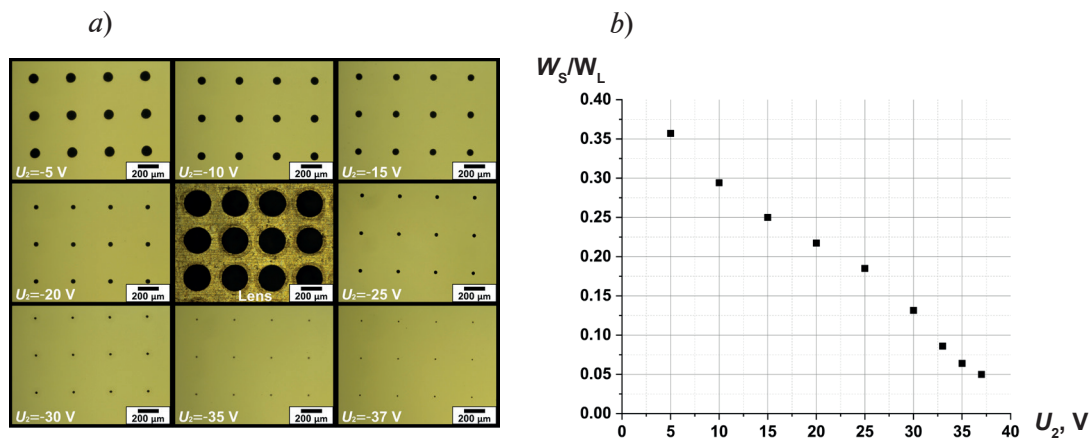 a)
b)
U₂=-5 V
200 µm
U₂=-10 V
200 µm
U₂=-15 V
200 µm
U₂=-20 V
200 µm
Lens
200 µm
U₂=-25 V
200 µm
U₂=-30 V
200 µm
U₂=-35 V
200 µm
U₂=-37 V
200 µm
W_S/W_L
0.40
0.35
0.30
0.25
0.20
0.15
0.10
0.05
0.00
0 5 10 15 20 25 30 35 40
U₂, V